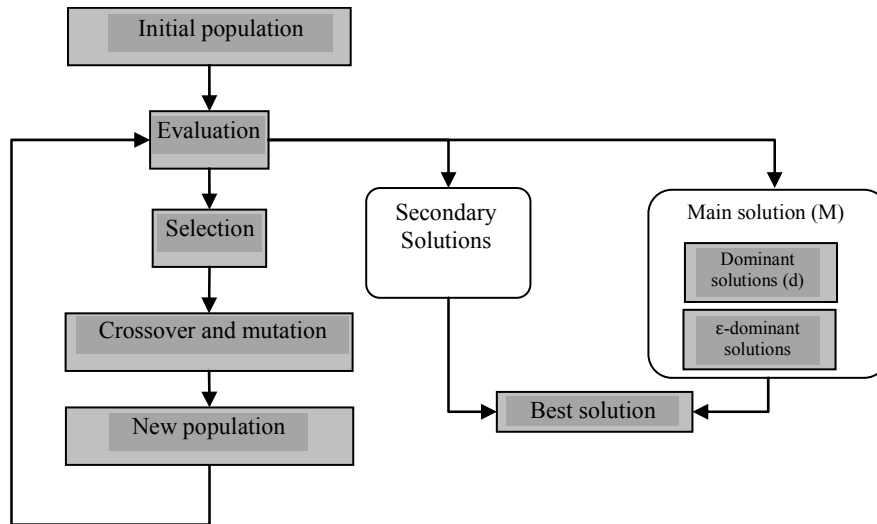 Initial population
Evaluation
Selection
Crossover and mutation
New population
Secondary
Solutions
Main solution (M)
Dominant
solutions (d)
ε-dominant
solutions
Best solution